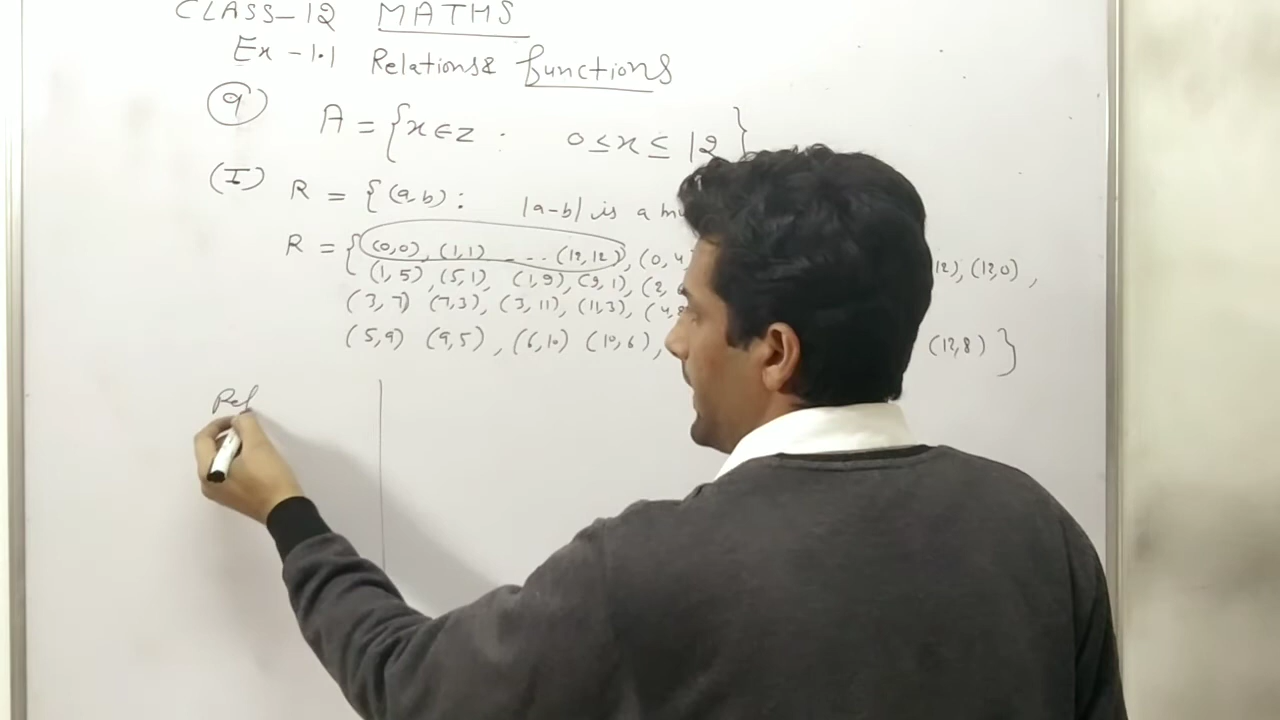 CLASS-12 MATHS
Ex-1.1 Relations & functions
9
A = {x∈Z : 0≤x≤12}
(I) R = {(a,b): |a-b| is a
R = {(0,0), (1,1) - - - (12,12), (0,4 12), (12,0),
(1,5), (5,1), (1,9), (9,1), (2,
(3,7) (7,3), (3,11), (11,3), (4,8
(5,9) (9,5), (6,10) (10,6), (12,8)}
Ref